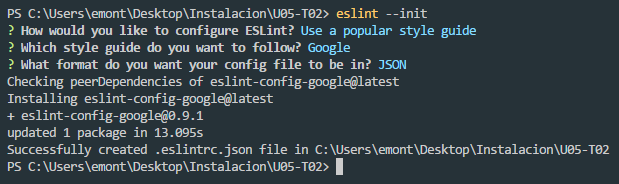 PS C:\Users\emont\Desktop\Instalacion\U05-T02> eslint --init
? How would you like to configure ESLint? Use a popular style guide
? Which style guide do you want to follow? Google
? What format do you want your config file to be in? JSON
Checking peerDependencies of eslint-config-google@latest
Installing eslint-config-google@latest
+ eslint-config-google@0.9.1
updated 1 package in 13.095s
Successfully created .eslintrc.json file in C:\Users\emont\Desktop\Instalacion\U05-T02
PS C:\Users\emont\Desktop\Instalacion\U05-T02>